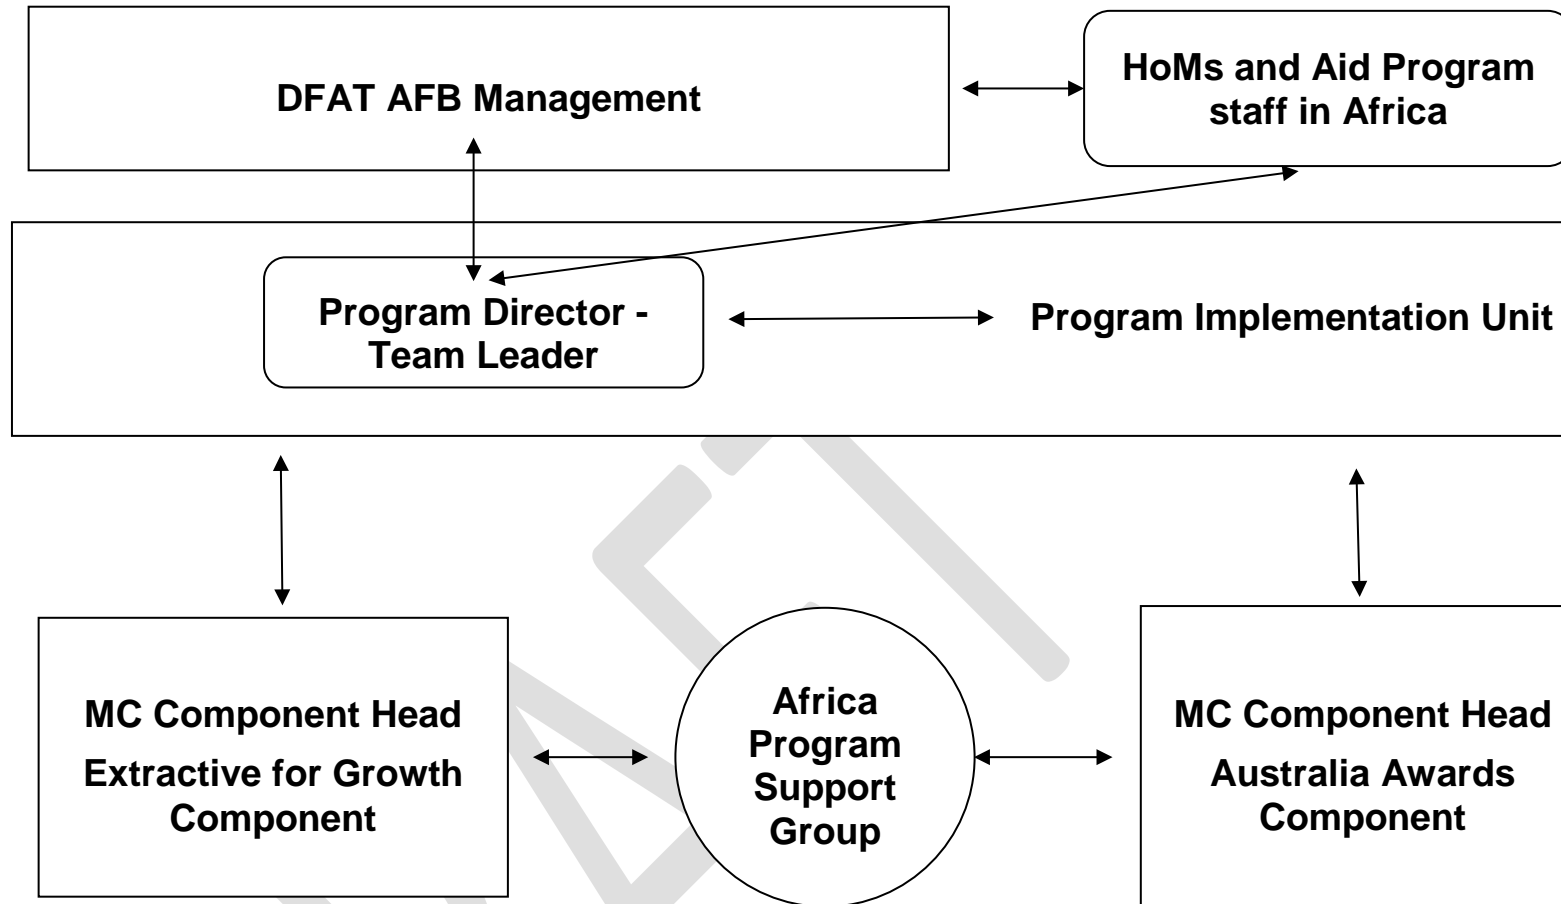 DFAT AFB Management
HoMs and Aid Program
staff in Africa
Program Director -
Team Leader
Program Implementation Unit
MC Component Head
Extractive for Growth
Component
Africa
Program
Support
Group
MC Component Head
Australia Awards
Component